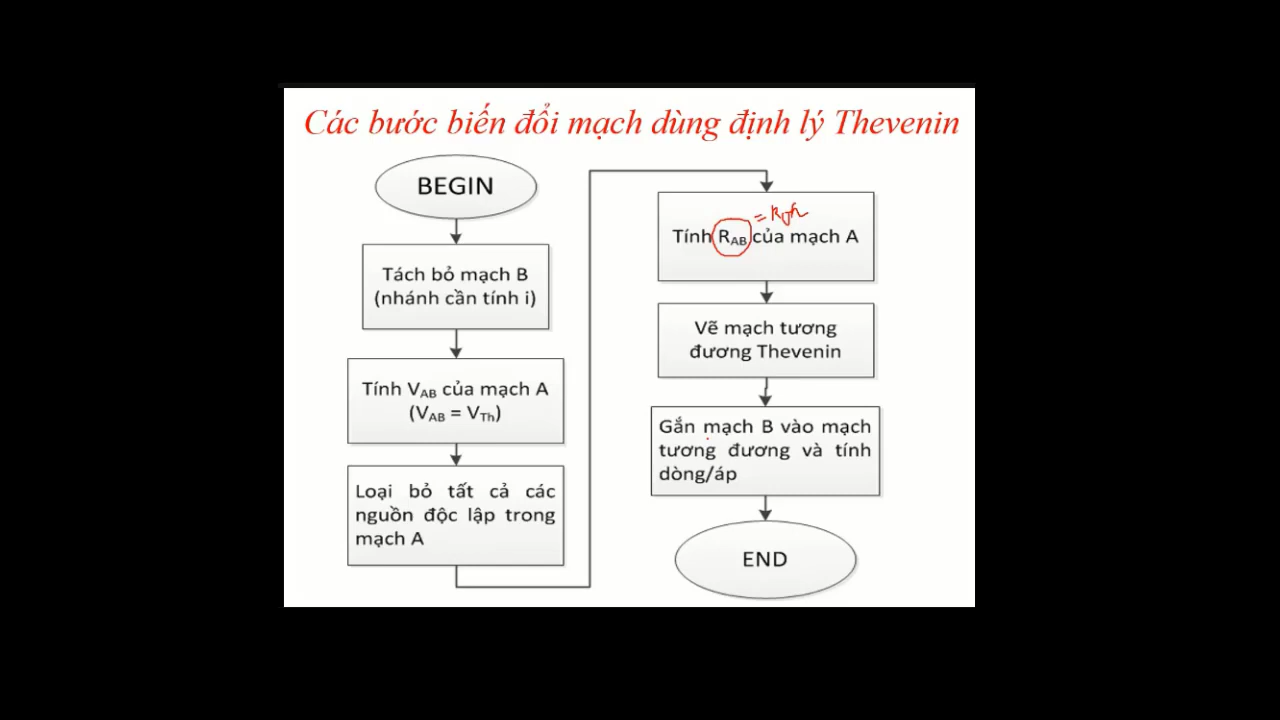 Các bước biến đổi mạch dùng định lý Thevenin
BEGIN
Tách bỏ mạch B
(nhánh cần tính i)
Tính VAB của mạch A
(VAB = VTh)
Loại bỏ tất cả các
nguồn độc lập trong
mạch A
= Rth
Tính RAB của mạch A
Vẽ mạch tương
đương Thevenin
Gắn mạch B vào mạch
tương đương và tính
dòng/áp
END